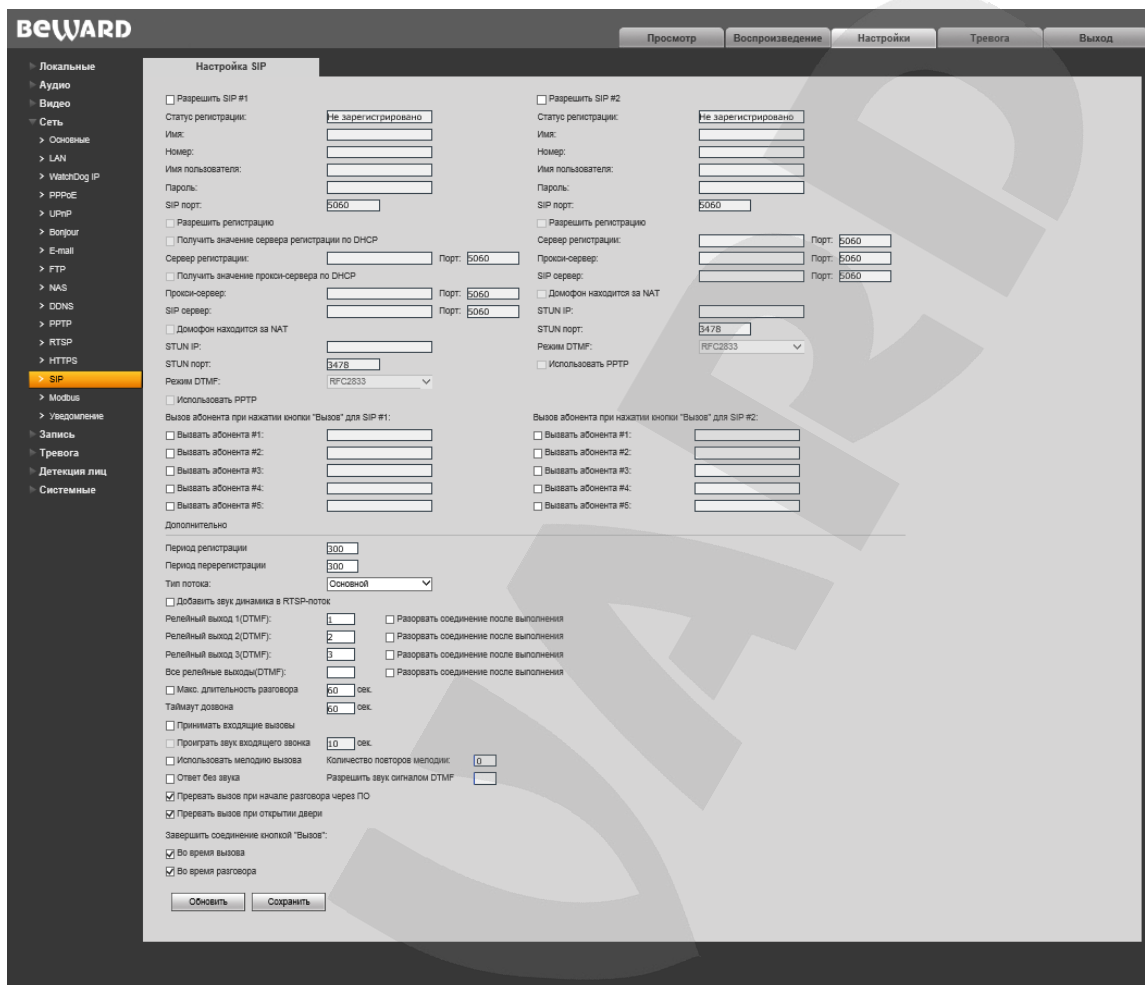 BEWARD
Просмотр Воспроизведение Настройки Тревога Выход
Локальные
Аудио
Видео
Сеть
Основные
LAN
WatchDog IP
PPPoE
UPnP
Bonjour
E-mail
FTP
NAS
DDNS
PPTP
RTSP
HTTPS
SIP
Modbus
Уведомление
Запись
Тревога
Детекция лиц
Системные
Настройка SIP
Разрешить SIP #1
Статус регистрации: Не зарегистрировано
Имя:
Номер:
Имя пользователя:
Пароль:
SIP порт: 5060
Разрешить регистрацию
Получить значение сервера регистрации по DHCP
Сервер регистрации: Порт: 5060
Получить значение прокси-сервера по DHCP
Прокси-сервер: Порт: 5060
SIP сервер: Порт: 5060
Домофон находится за NAT
STUN IP:
STUN порт: 3478
Режим DTMF: RFC2833
Использовать PPTP
Разрешить SIP #2
Статус регистрации: Не зарегистрировано
Имя:
Номер:
Имя пользователя:
Пароль:
SIP порт: 5060
Разрешить регистрацию
Сервер регистрации: Порт: 5060
Прокси-сервер: Порт: 5060
SIP сервер: Порт: 5060
Домофон находится за NAT
STUN IP:
STUN порт: 3478
Режим DTMF: RFC2833
Использовать PPTP
Вызов абонента при нажатии кнопки "Вызов" для SIP #1:
Вызвать абонента #1:
Вызвать абонента #2:
Вызвать абонента #3:
Вызвать абонента #4:
Вызвать абонента #5:
Вызов абонента при нажатии кнопки "Вызов" для SIP #2:
Вызвать абонента #1:
Вызвать абонента #2:
Вызвать абонента #3:
Вызвать абонента #4:
Вызвать абонента #5:
Дополнительно
Период регистрации 300
Период перерегистрации 300
Тип потока: Основной
Добавить звук динамика в RTSP-поток
Релейный выход 1(DTMF): 1 Разорвать соединение после выполнения
Релейный выход 2(DTMF): 2 Разорвать соединение после выполнения
Релейный выход 3(DTMF): 3 Разорвать соединение после выполнения
Все релейные выходы(DTMF): Разорвать соединение после выполнения
Макс. длительность разговора 60 сек.
Таймаут дозвона 60 сек.
Принимать входящие вызовы
Проиграть звук входящего звонка 10 сек.
Использовать мелодию вызова Количество повторов мелодии: 0
Ответ без звука Разрешить звук сигналом DTMF
Прервать вызов при начале разговора через ПО
Прервать вызов при открытии двери
Завершить соединение кнопкой "Вызов":
Во время вызова
Во время разговора
Обновить Сохранить